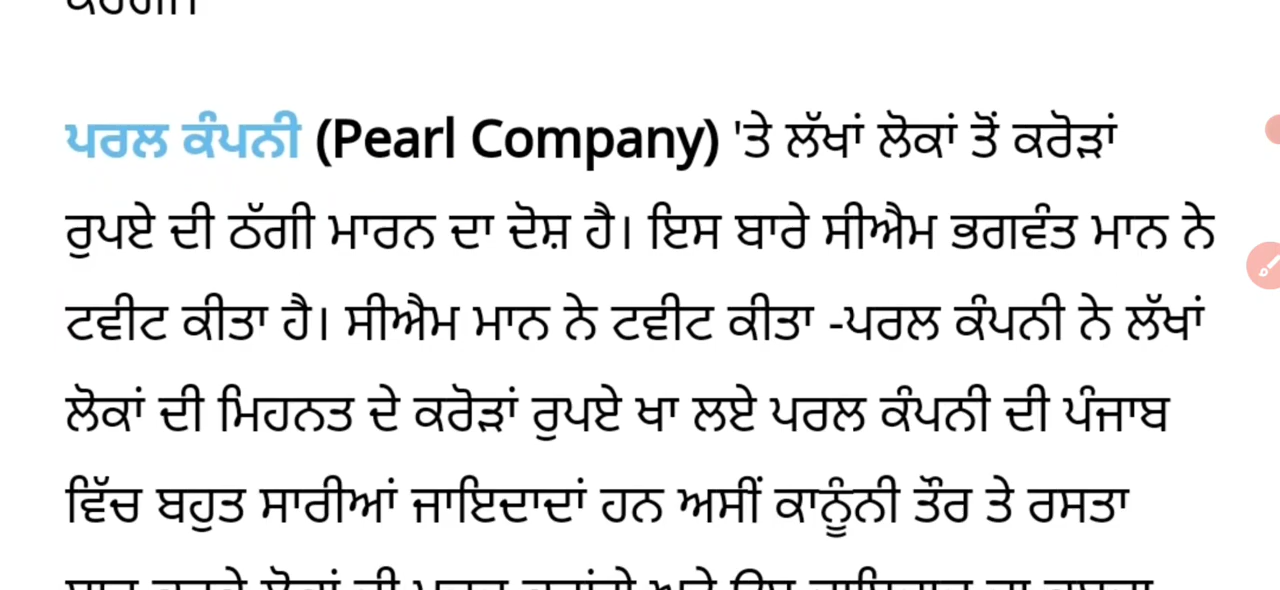 ਪਰਲ ਕੰਪਨੀ (Pearl Company) 'ਤੇ ਲੱਖਾਂ ਲੋਕਾਂ ਤੋਂ ਕਰੋੜਾਂ
ਰੁਪਏ ਦੀ ਠੱਗੀ ਮਾਰਨ ਦਾ ਦੋਸ਼ ਹੈ। ਇਸ ਬਾਰੇ ਸੀਐਮ ਭਗਵੰਤ ਮਾਨ ਨੇ
ਟਵੀਟ ਕੀਤਾ ਹੈ। ਸੀਐਮ ਮਾਨ ਨੇ ਟਵੀਟ ਕੀਤਾ -ਪਰਲ ਕੰਪਨੀ ਨੇ ਲੱਖਾਂ
ਲੋਕਾਂ ਦੀ ਮਿਹਨਤ ਦੇ ਕਰੋੜਾਂ ਰੁਪਏ ਖਾ ਲਏ ਪਰਲ ਕੰਪਨੀ ਦੀ ਪੰਜਾਬ
ਵਿੱਚ ਬਹੁਤ ਸਾਰੀਆਂ ਜਾਇਦਾਦਾਂ ਹਨ ਅਸੀਂ ਕਾਨੂੰਨੀ ਤੌਰ ਤੇ ਰਸਤਾ